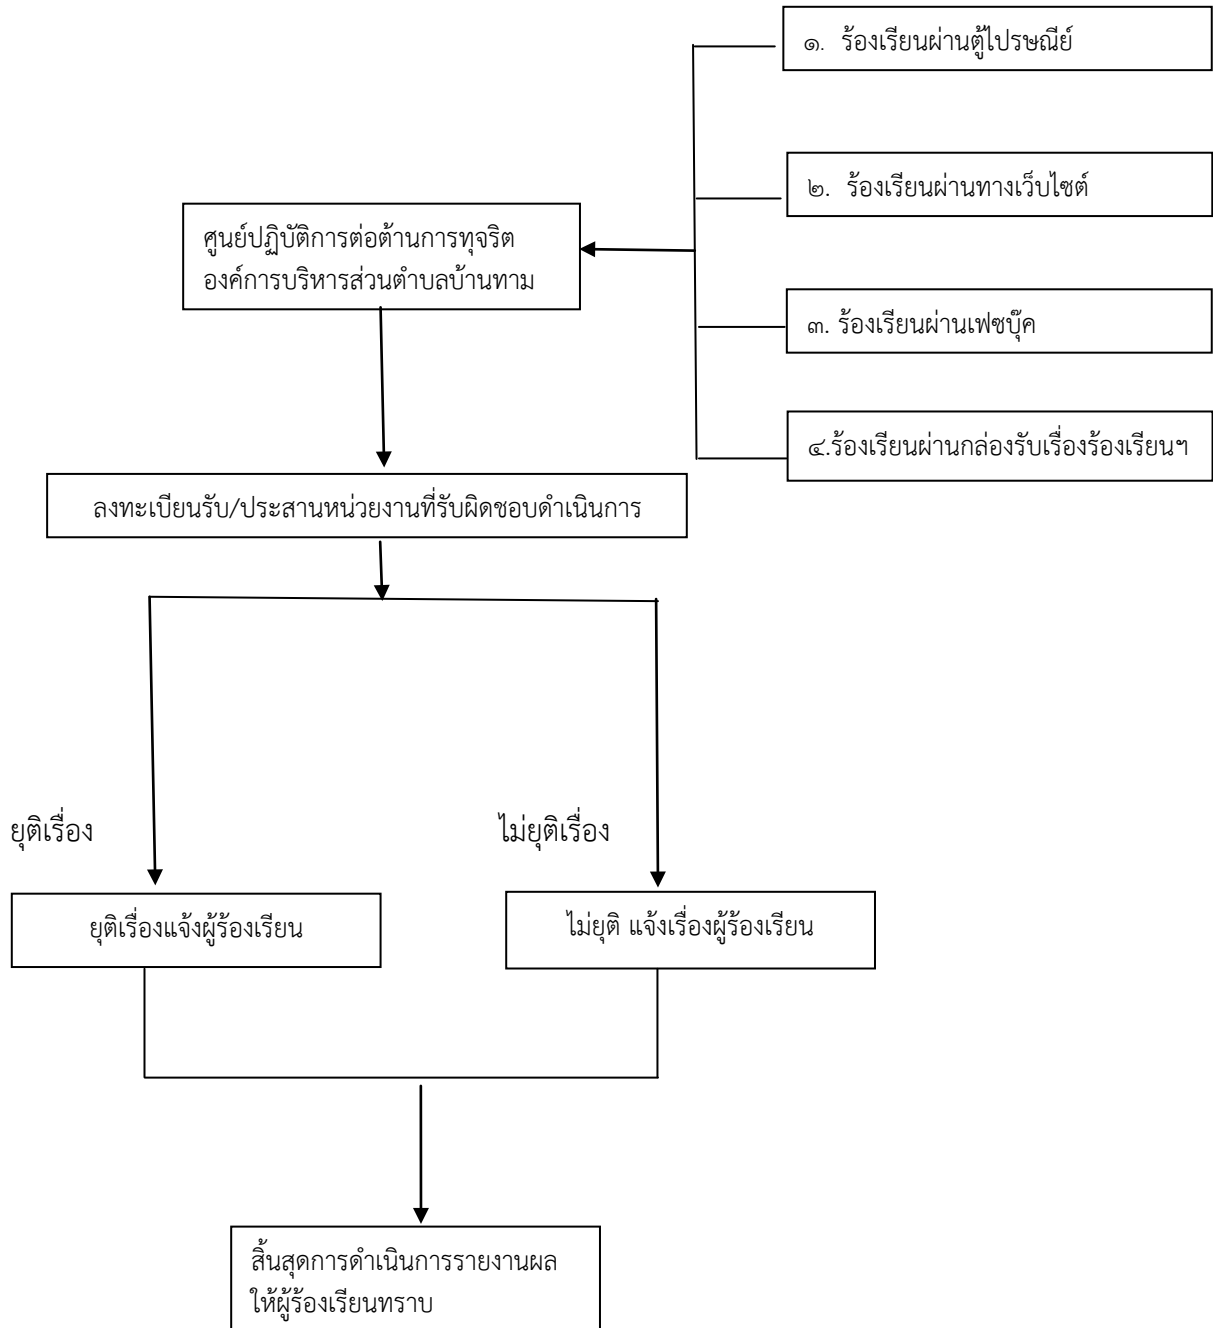 ๑. ร้องเรียนผ่านตู้ไปรษณีย์
๒. ร้องเรียนผ่านทางเว็บไซต์
ศูนย์ปฏิบัติการต่อต้านการทุจริต
องค์การบริหารส่วนตำบลบ้านทาม
๓. ร้องเรียนผ่านเฟซบุ๊ค
๔.ร้องเรียนผ่านกล่องรับเรื่องร้องเรียนฯ
ลงทะเบียนรับ/ประสานหน่วยงานที่รับผิดชอบดำเนินการ
ยุติเรื่อง
ไม่ยุติเรื่อง
ยุติเรื่องแจ้งผู้ร้องเรียน
ไม่ยุติ แจ้งเรื่องผู้ร้องเรียน
สิ้นสุดการดำเนินการรายงานผล
ให้ผู้ร้องเรียนทราบ